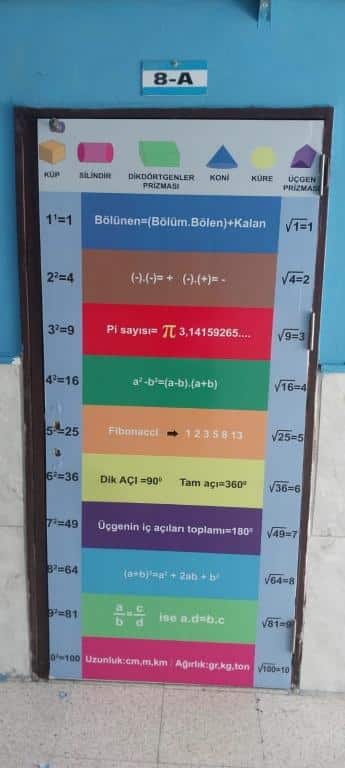 8-A
KÜP SİLİNDİR DİKDÖRTGENLER PRİZMASI KONİ KÜRE ÜÇGEN PRİZMASI
1¹=1 Bölünen=(Bölüm.Bölen)+Kalan √1=1
2²=4 (-).(-)= + (-).(+)= - √4=2
3²=9 Pi sayısı= π 3,14159265.... √9=3
4²=16 a²-b²=(a-b).(a+b) √16=4
5²=25 Fibonacci ➡ 1 2 3 5 8 13 √25=5
6²=36 Dik AÇI =90⁰ Tam açı=360⁰ √36=6
7²=49 Üçgenin iç açıları toplamı=180⁰ √49=7
8²=64 (a+b)²=a² + 2ab + b² √64=8
9²=81 a/b=c/d ise a.d=b.c √81=9
0²=100 Uzunluk:cm,m,km Ağırlık:gr,kg,ton √100=10